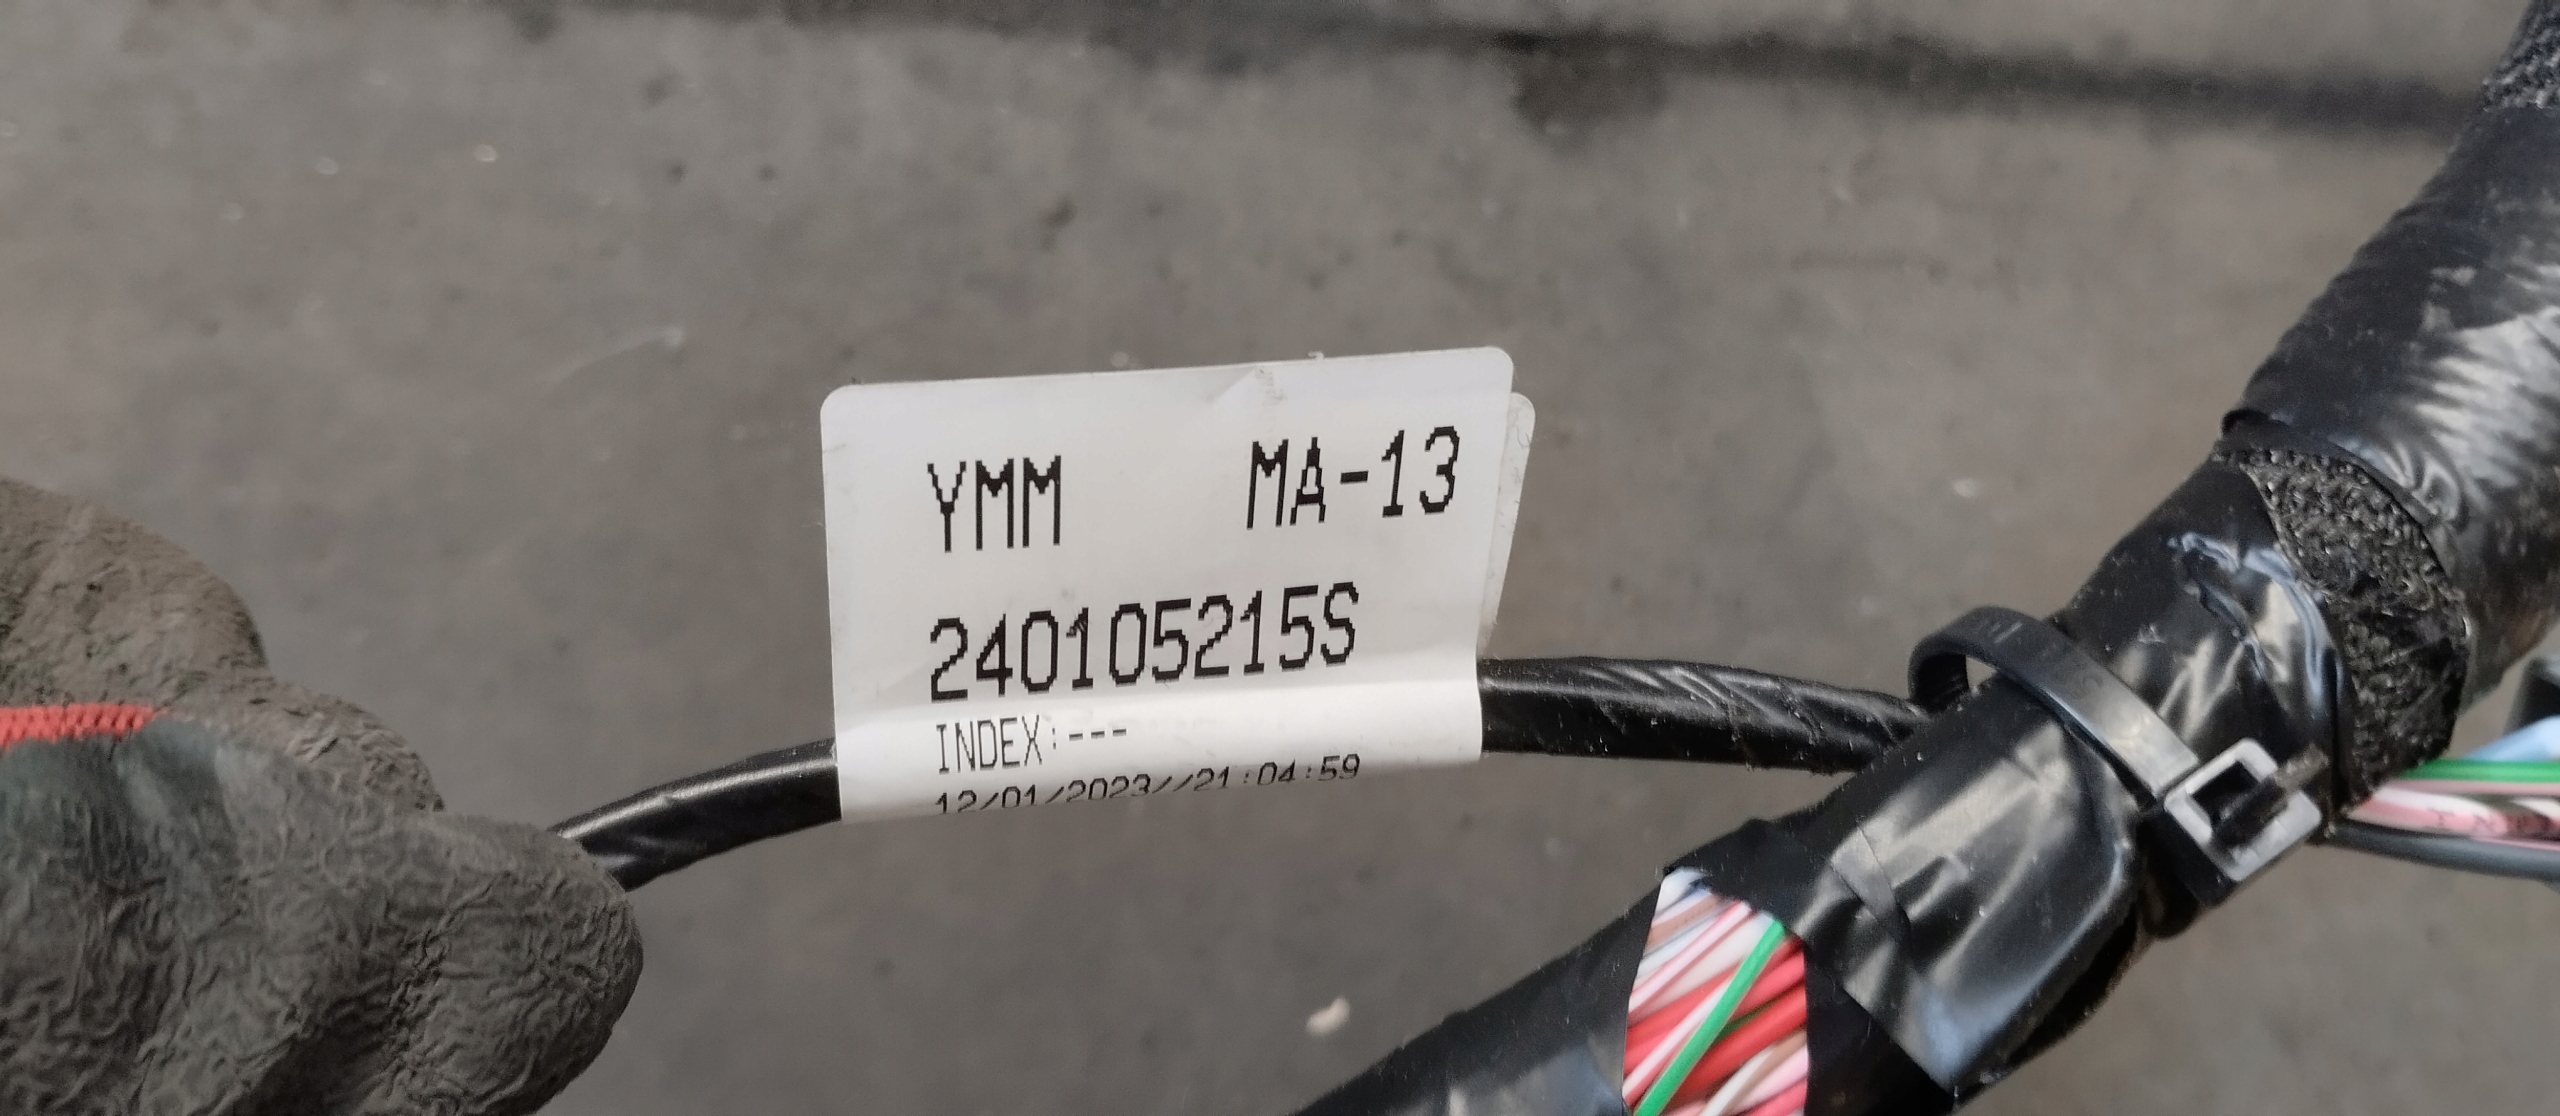 YMM MA-13
240105215S
INDEX:---
12/01/2023//21:04:59